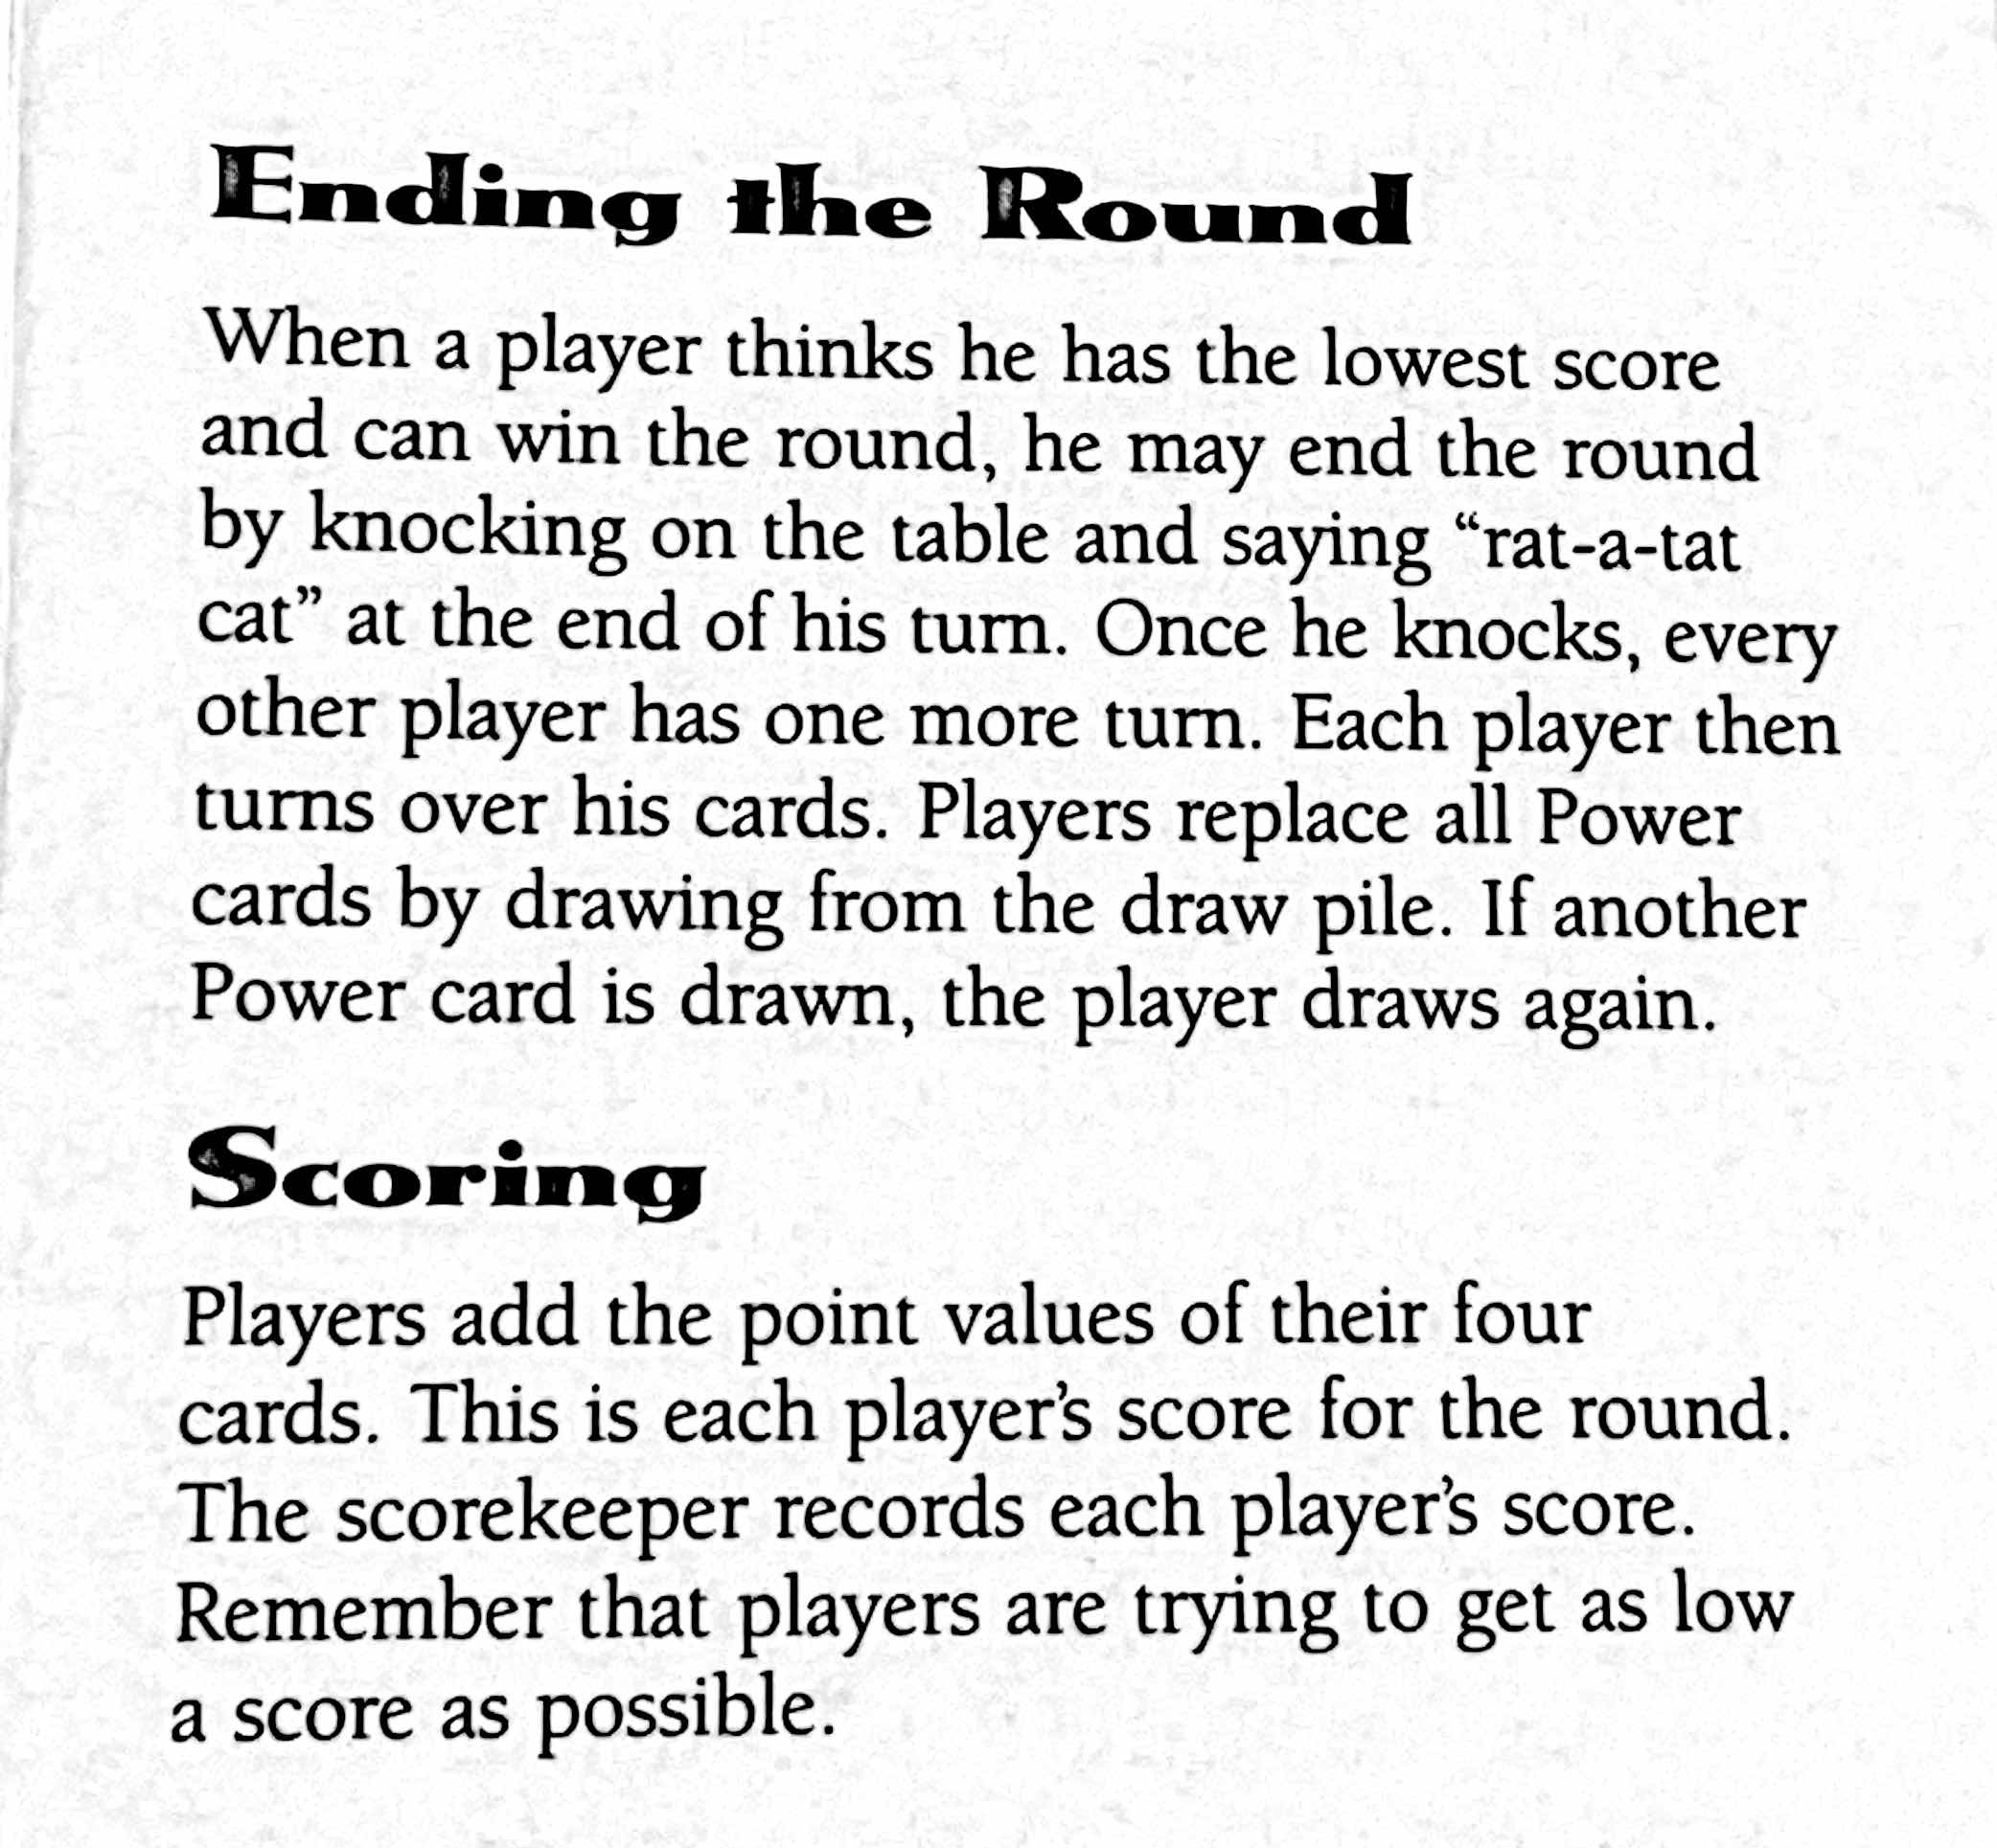 Ending the Round
When a player thinks he has the lowest score
and can win the round, he may end the round
by knocking on the table and saying “rat-a-tat
cat” at the end of his turn. Once he knocks, every
other player has one more turn. Each player then
turns over his cards. Players replace all Power
cards by drawing from the draw pile. If another
Power card is drawn, the player draws again.
Scoring
Players add the point values of their four
cards. This is each player’s score for the round.
The scorekeeper records each player’s score.
Remember that players are trying to get as low
a score as possible.